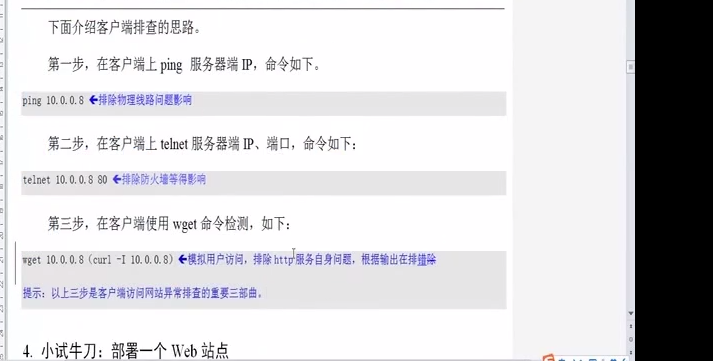 下面介绍客户端排查的思路。
第一步，在客户端上 ping 服务器端 IP，命令如下。
ping 10.0.0.8 ←排除物理线路问题影响
第二步，在客户端上 telnet 服务器端 IP、端口，命令如下：
telnet 10.0.0.8 80 ←排除防火墙等得影响
第三步，在客户端使用 wget 命令检测，如下：
wget 10.0.0.8（curl -I 10.0.0.8）←模拟用户访问，排除 http 服务自身问题，根据输出在排错除
提示：以上三步是客户端访问网站异常排查的重要三部曲。
4. 小试牛刀：部署一个 Web 站点